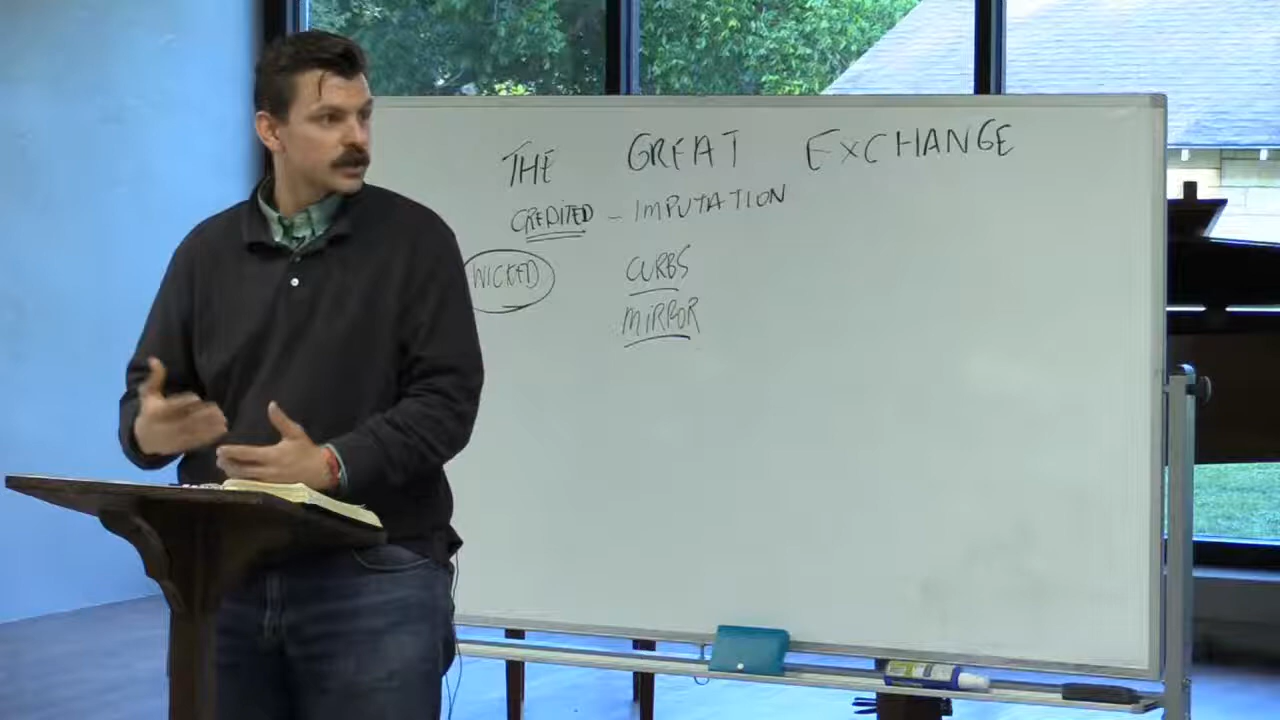 THE GREAT EXCHANGE
CREDITED - IMPUTATION
WICKED CURBS
MIRROR